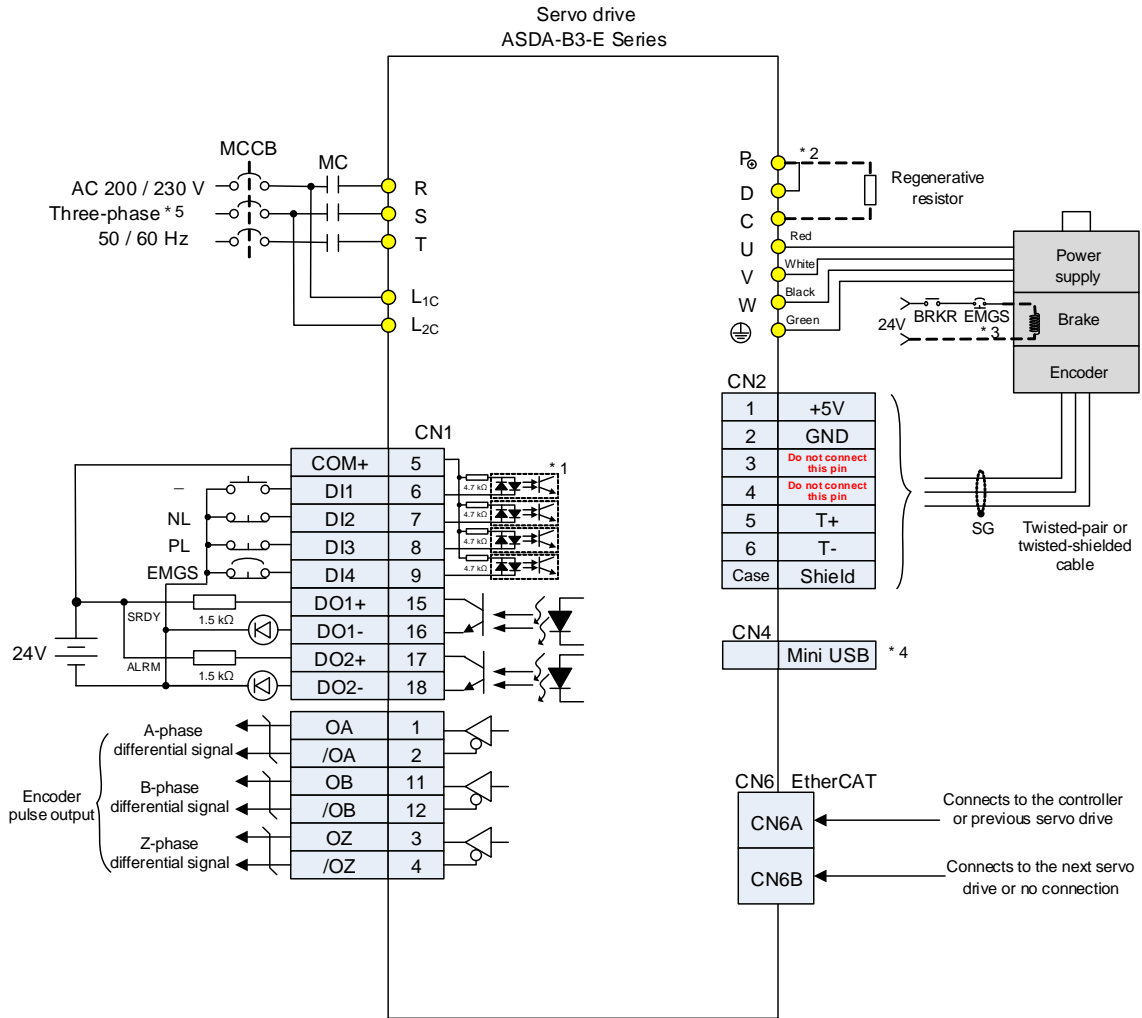 Servo drive
ASDA-B3-E Series
MCCB
MC
AC 200 / 230 V
Three-phase * 5
50 / 60 Hz
R
S
T
L1C
L2C
P⊕
* 2
D
C
Regenerative
resistor
U
Red
V
White
W
Black
Green
Power
supply
Brake
Encoder
24V
BRKR
EMGS
* 3
CN2
1 +5V
2 GND
3 Do not connect
this pin
4 Do not connect
this pin
5 T+
6 T-
Case Shield
SG
Twisted-pair or
twisted-shielded
cable
CN1
COM+ 5
– DI1 6
NL DI2 7
PL DI3 8
EMGS DI4 9
* 1
4.7 kΩ
4.7 kΩ
4.7 kΩ
4.7 kΩ
SRDY
1.5 kΩ
DO1+ 15
DO1- 16
24V
ALRM
1.5 kΩ
DO2+ 17
DO2- 18
CN4
Mini USB * 4
Encoder
pulse output
A-phase
differential signal
OA 1
/OA 2
B-phase
differential signal
OB 11
/OB 12
Z-phase
differential signal
OZ 3
/OZ 4
CN6 EtherCAT
CN6A
Connects to the controller
or previous servo drive
CN6B
Connects to the next servo
drive or no connection